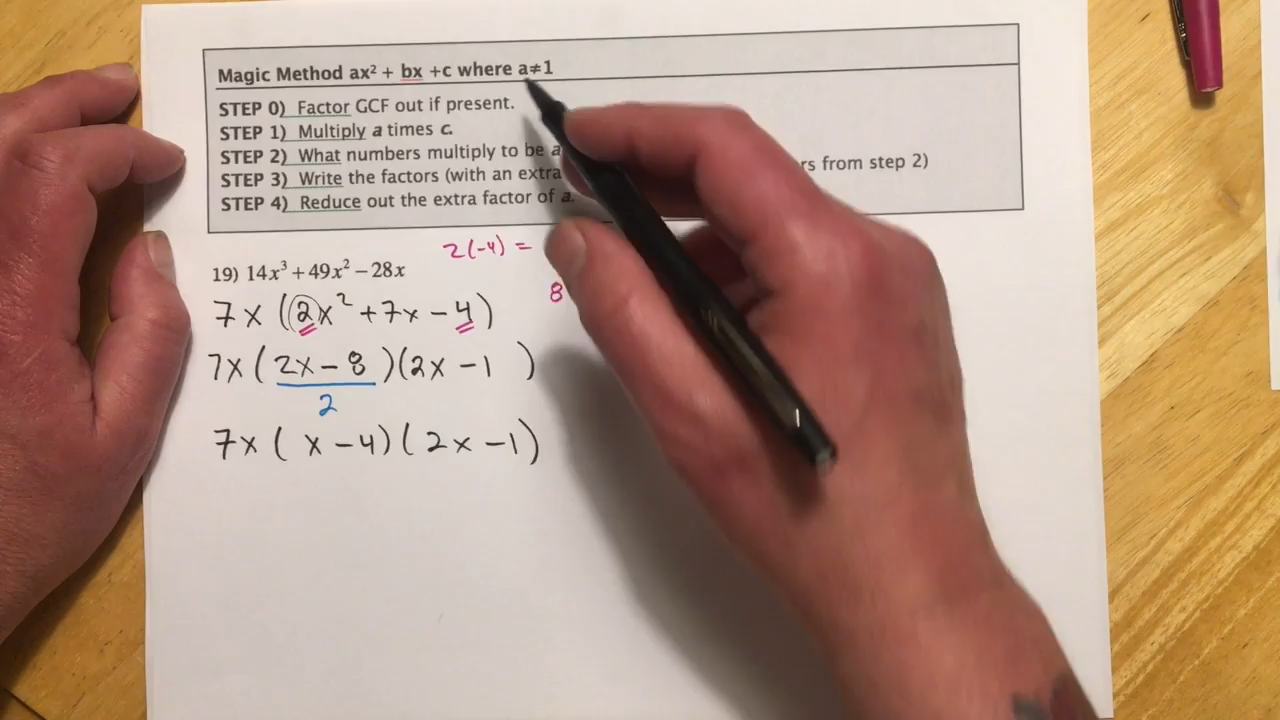 Magic Method ax² + bx +c where a≠1
STEP 0) Factor GCF out if present.
STEP 1) Multiply a times c.
STEP 2) What numbers multiply to be a
STEP 3) Write the factors (with an extra rs from step 2)
STEP 4) Reduce out the extra factor of a.
2(-4) =
19) 14x³ + 49x² – 28x
8
7x (2x² + 7x – 4)
7x ( 2x – 8 )(2x – 1 )
2
7x ( x – 4)( 2x – 1)